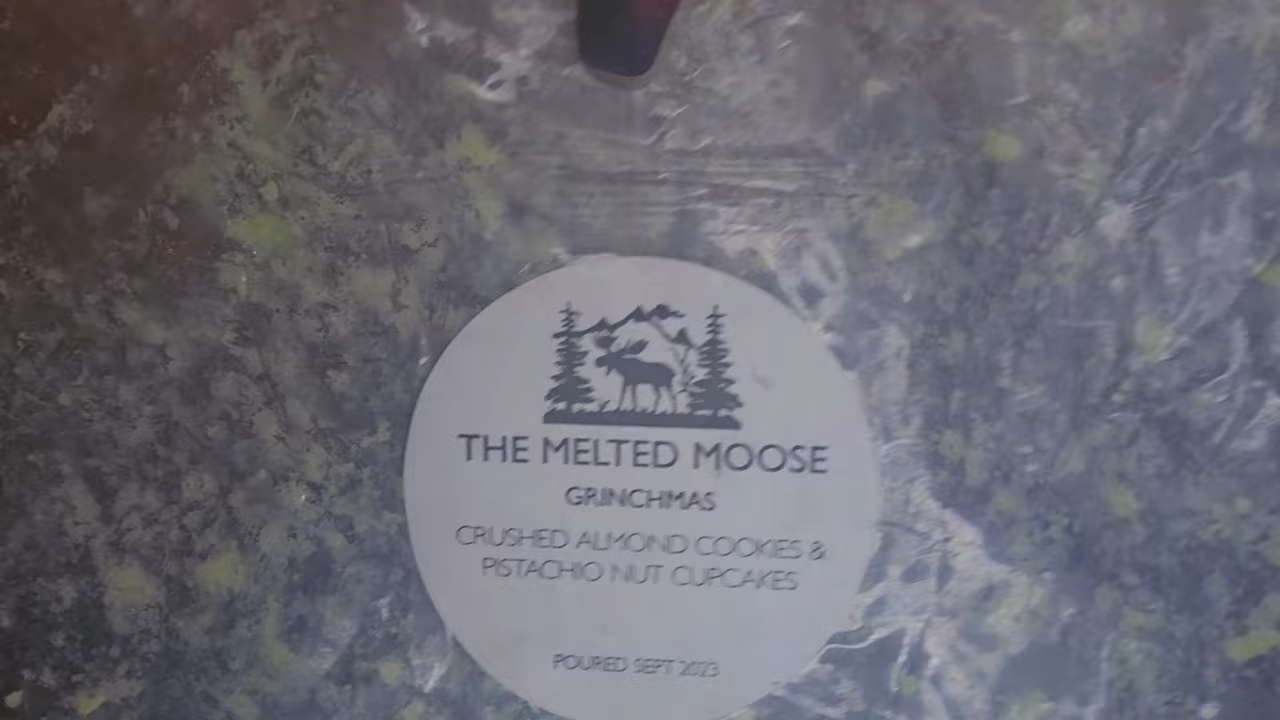 THE MELTED MOOSE
GRINCHMAS
CRUSHED ALMOND COOKIES &
PISTACHIO NUT CUPCAKES
POURED SEPT 2023